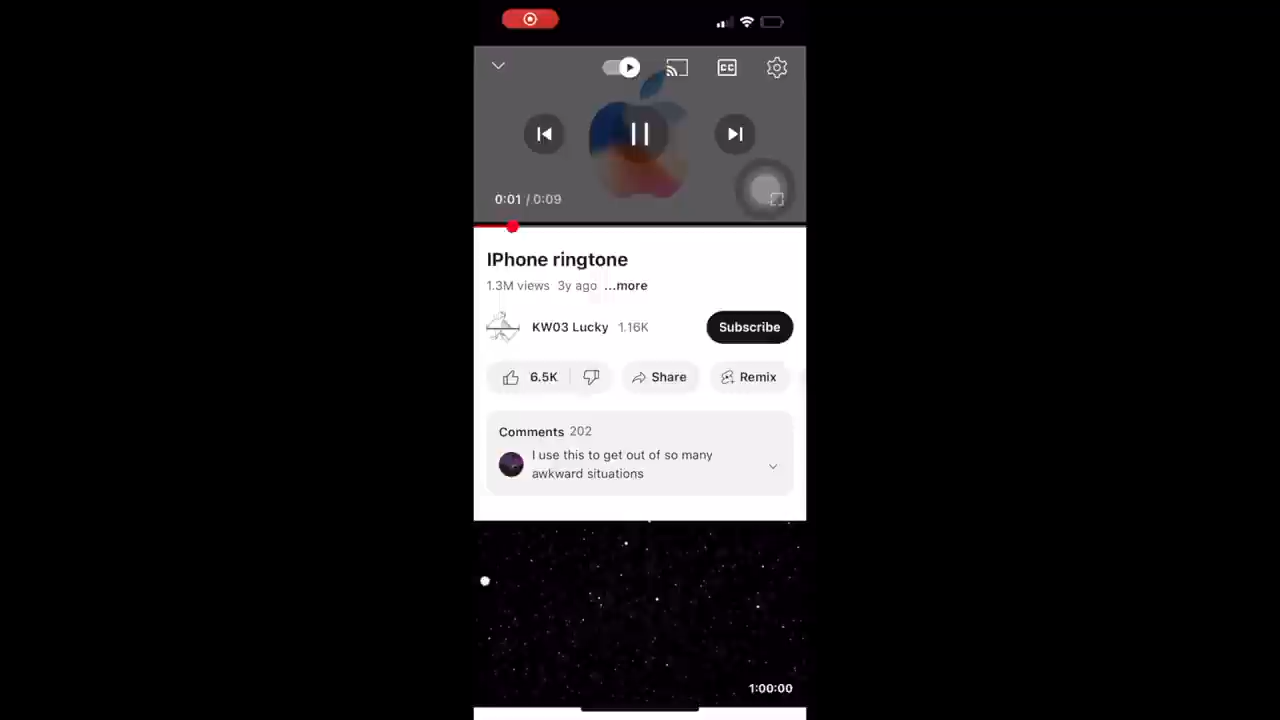 CC
0:01 / 0:09
IPhone ringtone
1.3M views 3y ago ...more
KW03 Lucky 1.16K
Subscribe
6.5K
Share
Remix
Comments 202
I use this to get out of so many
awkward situations
1:00:00